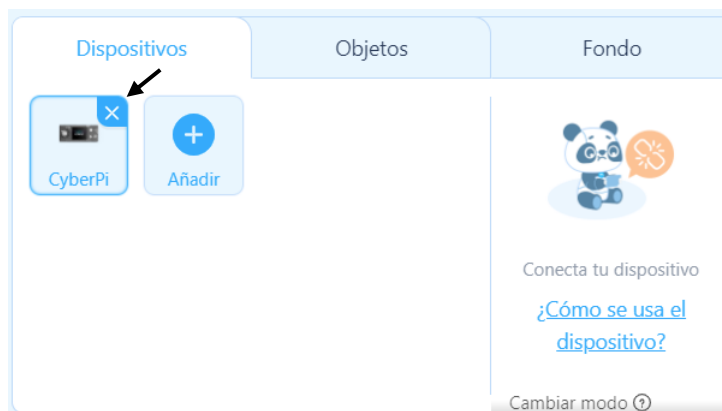 Dispositivos
Objetos
Fondo
CyberPi
Añadir
Conecta tu dispositivo
¿Cómo se usa el
dispositivo?
Cambiar modo